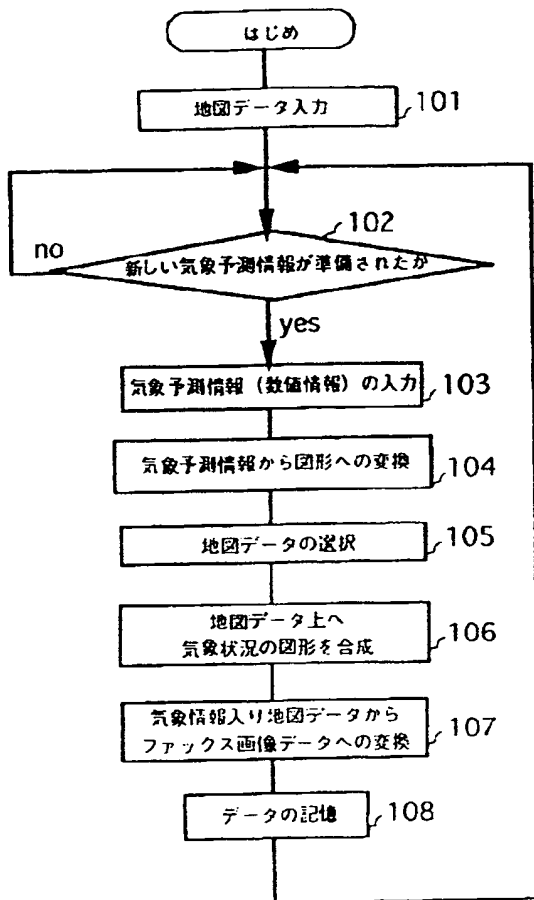 はじめ
地図データ入力
101
102
no
新しい気象予測情報が準備されたか
yes
気象予測情報(数値情報)の入力
103
気象予測情報から図形への変換
104
地図データの選択
105
地図データ上へ
気象状況の図形を合成
106
気象情報入り地図データから
ファックス画像データへの変換
107
データの記憶
108